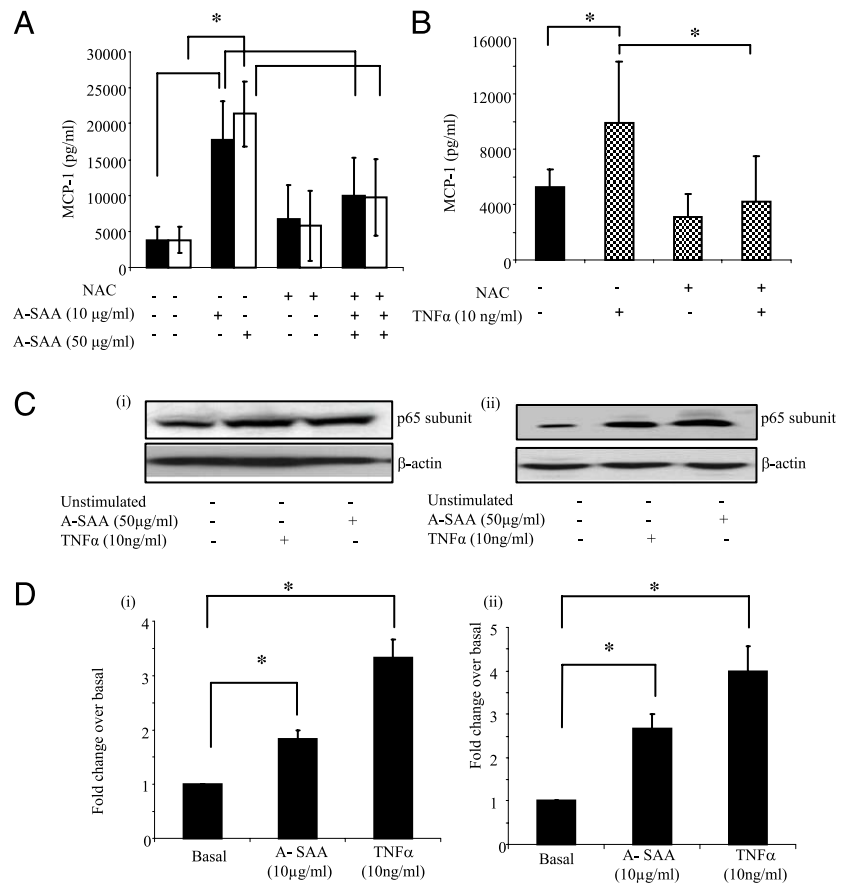 A
*
30000
25000
20000
15000
10000
5000
0
MCP-1 (pg/ml)
NAC - - - - + + + +
A-SAA (10 µg/ml) - - + - - - + +
A-SAA (50 µg/ml) - - - + - - + +
B
* *
16000
12000
8000
4000
0
MCP-1 (pg/ml)
NAC - - + +
TNFα (10 ng/ml) - + - +
C
(i)
p65 subunit
β-actin
Unstimulated - - -
A-SAA (50µg/ml) - - +
TNFα (10ng/ml) - + -
(ii)
p65 subunit
β-actin
Unstimulated - - -
A-SAA (50µg/ml) - - +
TNFα (10ng/ml) - + -
D
(i)
*
*
4
3
2
1
0
Fold change over basal
Basal
A- SAA
(10µg/ml)
TNFα
(10ng/ml)
(ii)
*
*
5
4
3
2
1
0
Fold change over basal
Basal
A- SAA
(10µg/ml)
TNFα
(10ng/ml)